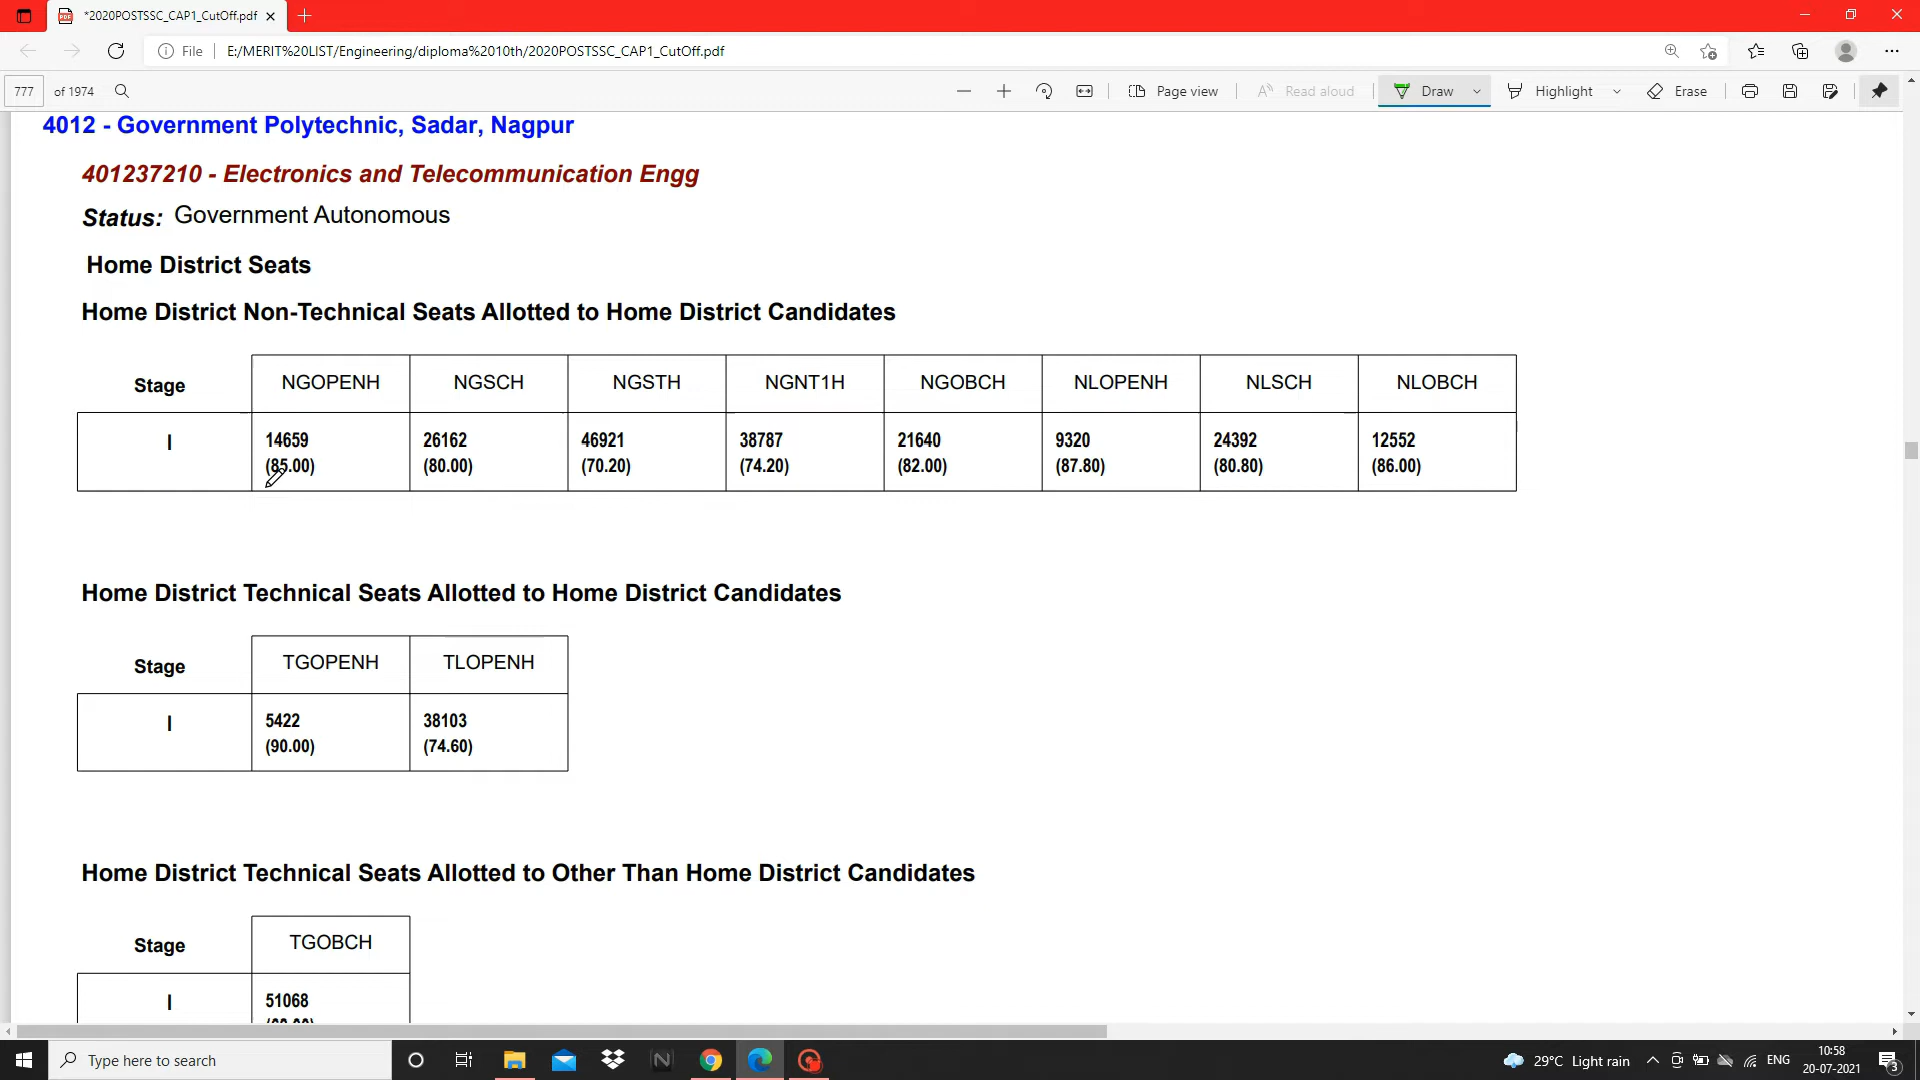 *2020POSTSSC_CAP1_CutOff.pdf
File E:/MERIT%20LIST/Engineering/diploma%2010th/2020POSTSSC_CAP1_CutOff.pdf
777 of 1974 Page view Read aloud Draw Highlight Erase
4012 - Government Polytechnic, Sadar, Nagpur
401237210 - Electronics and Telecommunication Engg
Status: Government Autonomous
Home District Seats
Home District Non-Technical Seats Allotted to Home District Candidates
Stage NGOPENH NGSCH NGSTH NGNT1H NGOBCH NLOPENH NLSCH NLOBCH
I 14659 26162 46921 38787 21640 9320 24392 12552
(85.00) (80.00) (70.20) (74.20) (82.00) (87.80) (80.80) (86.00)
Home District Technical Seats Allotted to Home District Candidates
Stage TGOPENH TLOPENH
I 5422 38103
(90.00) (74.60)
Home District Technical Seats Allotted to Other Than Home District Candidates
Stage TGOBCH
I 51068
Type here to search
29°C Light rain ENG 10:58
20-07-2021 3